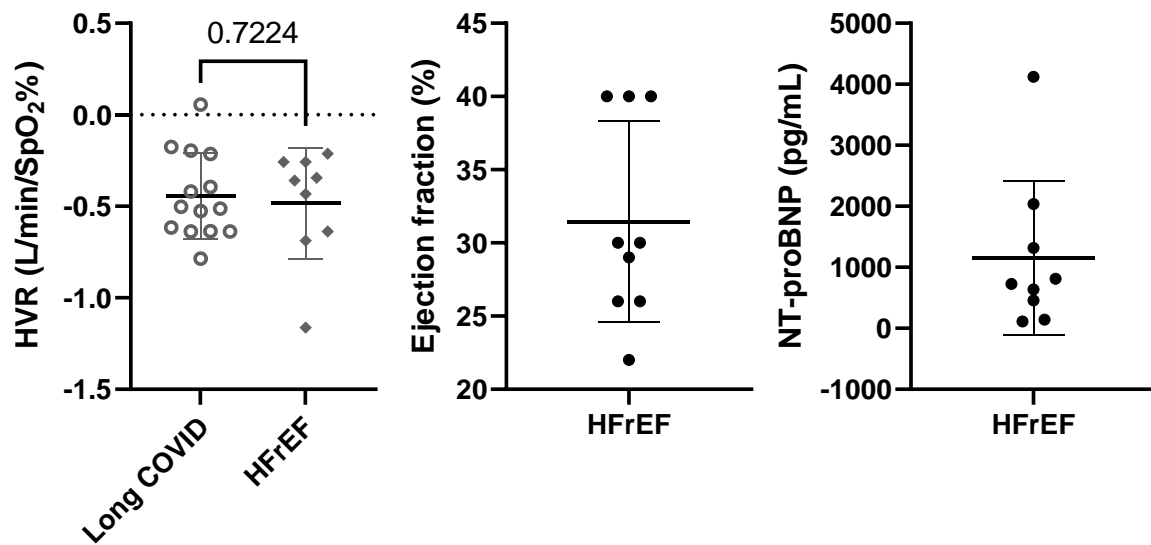 HVR (L/min/SpO₂%)
0.5
0.0
-0.5
-1.0
-1.5
0.7224
Long COVID
HFrEF
Ejection fraction (%)
45
40
35
30
25
20
HFrEF
NT-proBNP (pg/mL)
5000
4000
3000
2000
1000
0
-1000
HFrEF